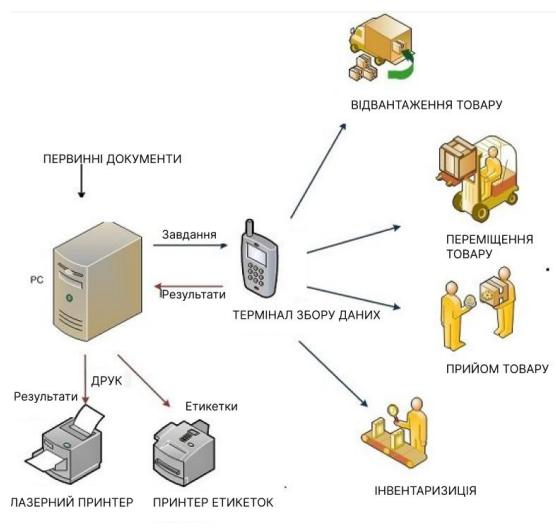 ВІДВАНТАЖЕННЯ ТОВАРУ
ПЕРВИННІ ДОКУМЕНТИ
Завдання
PC
ПЕРЕМІЩЕННЯ
ТОВАРУ
Результати
ТЕРМІНАЛ ЗБОРУ ДАНИХ
ПРИЙОМ ТОВАРУ
ДРУК
Результати
Етикетки
ІНВЕНТАРИЗИЦІЯ
ЛАЗЕРНИЙ ПРИНТЕР
ПРИНТЕР ЕТИКЕТОК